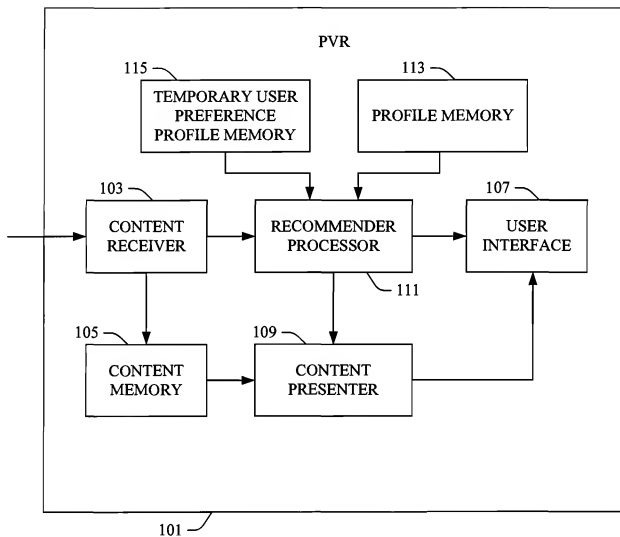 PVR
115
TEMPORARY USER
PREFERENCE
PROFILE MEMORY
113
PROFILE MEMORY
103
CONTENT
RECEIVER
RECOMMENDER
PROCESSOR
111
107
USER
INTERFACE
105
CONTENT
MEMORY
109
CONTENT
PRESENTER
101